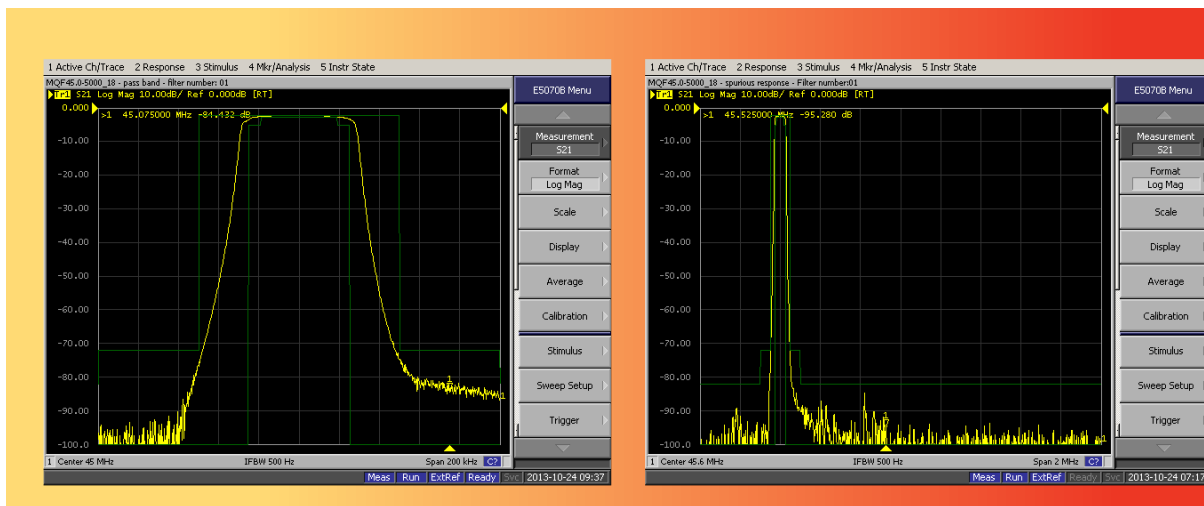 1 Active Ch/Trace 2 Response 3 Stimulus 4 Mkr/Analysis 5 Instr State
MQF45.0-5000_18 - pass band - filter number: 01
Tr1 S21 Log Mag 10.00dB/ Ref 0.000dB [RT]
>1 45.075000 MHz -84.432 dB
0.000
-10.00
-20.00
-30.00
-40.00
-50.00
-60.00
-70.00
-80.00
-90.00
-100.0
1
1
1 Center 45 MHz IFBW 500 Hz Span 200 kHz C?
E5070B Menu
Measurement
S21
Format
Log Mag
Scale
Display
Average
Calibration
Stimulus
Sweep Setup
Trigger
Meas Run ExtRef Ready Svc 2013-10-24 09:37
1 Active Ch/Trace 2 Response 3 Stimulus 4 Mkr/Analysis 5 Instr State
MQF45.0-5000_18 - spurious response - Filter number:01
Tr1 S21 Log Mag 10.00dB/ Ref 0.000dB [RT]
>1 45.525000 MHz -95.280 dB
0.000
-10.00
-20.00
-30.00
-40.00
-50.00
-60.00
-70.00
-80.00
-90.00
-100.0
1
1
1 Center 45.6 MHz IFBW 500 Hz Span 2 MHz C?
E5070B Menu
Measurement
S21
Format
Log Mag
Scale
Display
Average
Calibration
Stimulus
Sweep Setup
Trigger
Meas Run ExtRef Ready Svc 2013-10-24 07:17